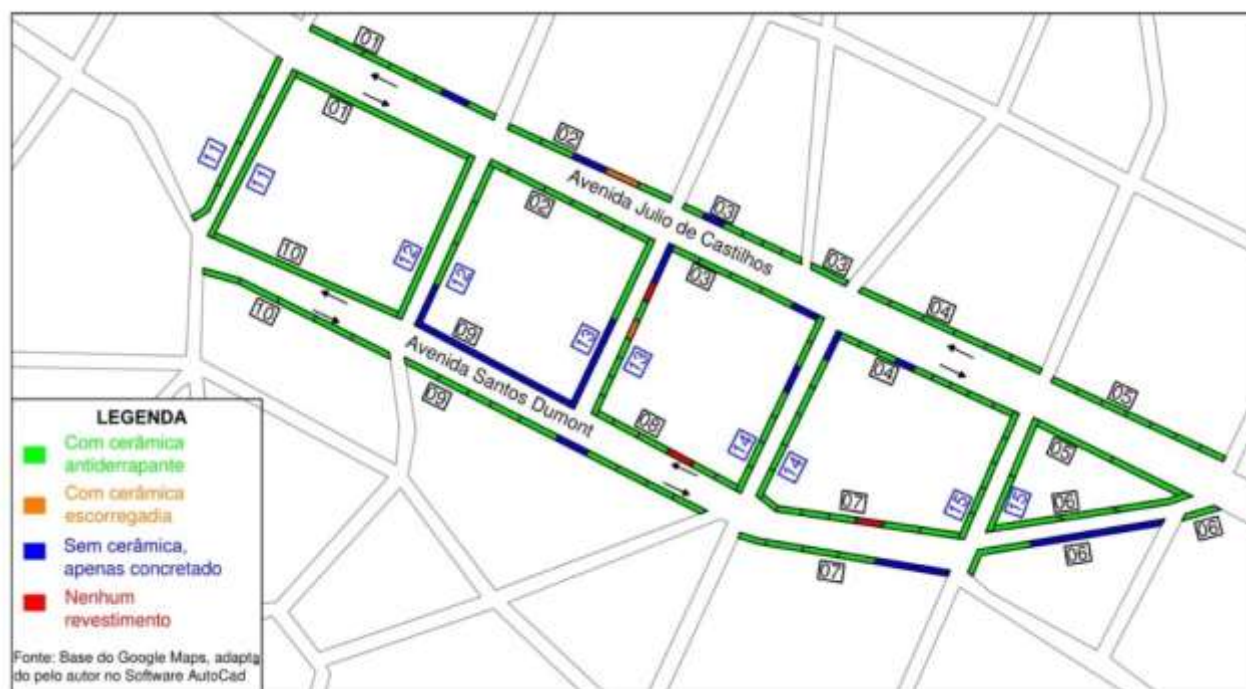 01
01
02
Avenida Julio de Castilhos
03
11
11
02
12
03
03
12
04
10
13
04
10
09
13
05
Avenida Santos Dumont
09
08
14
14
05
07
15
15
06
06
06
07
LEGENDA
Com cerâmica
antiderrapante
Com cerâmica
escorregadia
Sem cerâmica,
apenas concretado
Nenhum
revestimento
Fonte: Base do Google Maps, adapta
do pelo autor no Software AutoCad